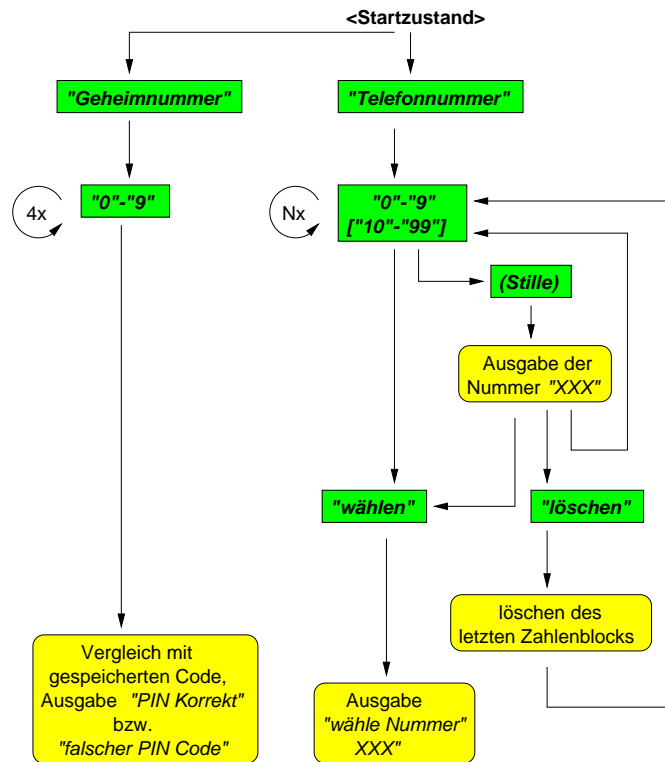 <Startzustand>
"Geheimnummer"
"Telefonnummer"
4x
"0"-"9"
Nx
"0"-"9"
["10"-"99"]
(Stille)
Ausgabe der
Nummer "XXX"
"wählen"
"löschen"
löschen des
letzten Zahlenblocks
Vergleich mit
gespeicherten Code,
Ausgabe "PIN Korrekt"
bzw.
"falscher PIN Code"
Ausgabe
"wähle Nummer"
XXX"